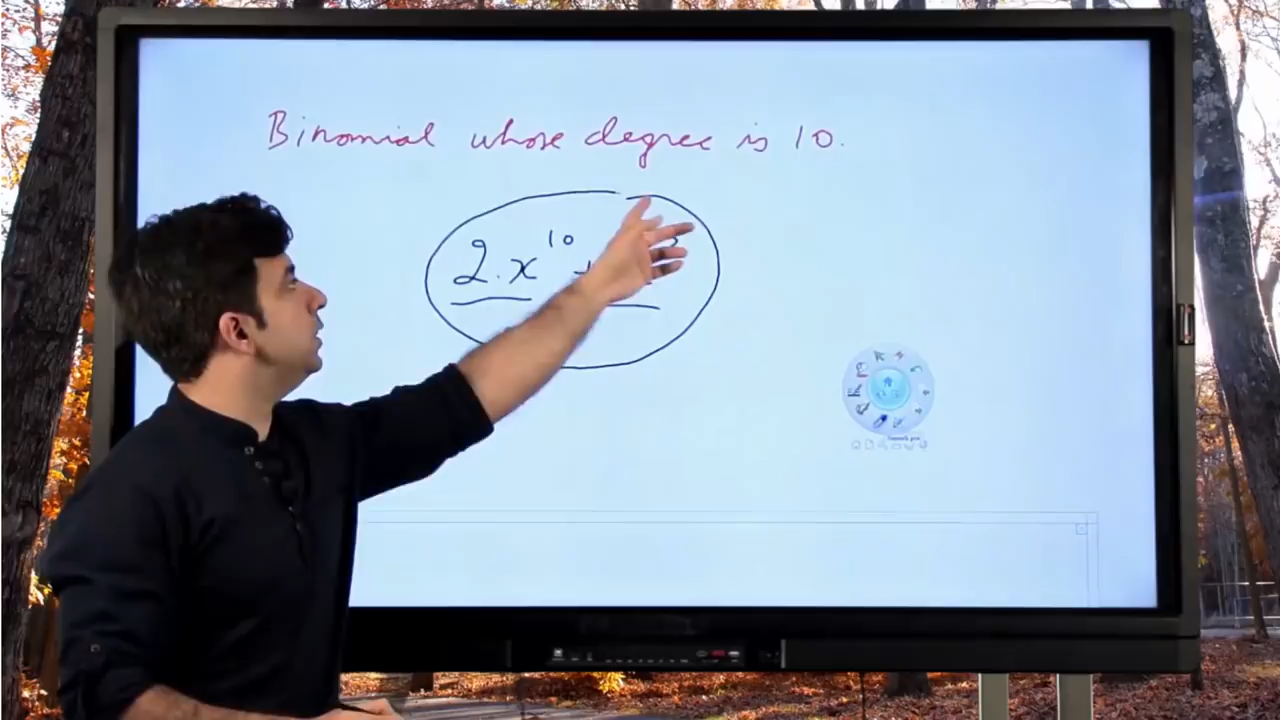 Binomial whose degree is 10.
2.x¹⁰ +